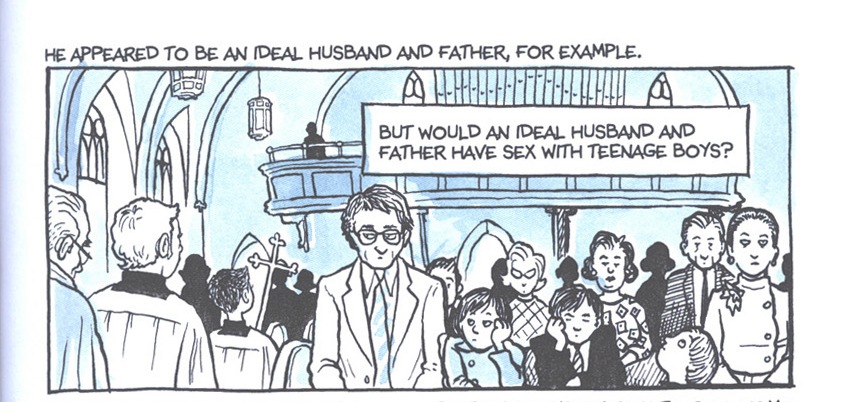 HE APPEARED TO BE AN IDEAL HUSBAND AND FATHER, FOR EXAMPLE.
BUT WOULD AN IDEAL HUSBAND AND
FATHER HAVE SEX WITH TEENAGE BOYS?